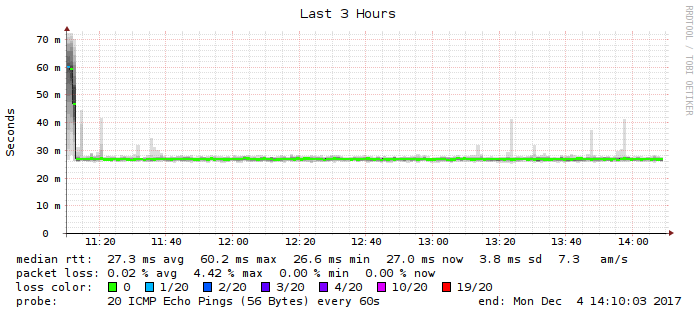 Last 3 Hours
RRDTOOL / TOBI OETIKER
Seconds
70 m
60 m
50 m
40 m
30 m
20 m
10 m
0
11:20 11:40 12:00 12:20 12:40 13:00 13:20 13:40 14:00
median rtt: 27.3 ms avg 60.2 ms max 26.6 ms min 27.0 ms now 3.8 ms sd 7.3 am/s
packet loss: 0.02 % avg 4.42 % max 0.00 % min 0.00 % now
loss color: 0 1/20 2/20 3/20 4/20 10/20 19/20
probe: 20 ICMP Echo Pings (56 Bytes) every 60s end: Mon Dec 4 14:10:03 2017